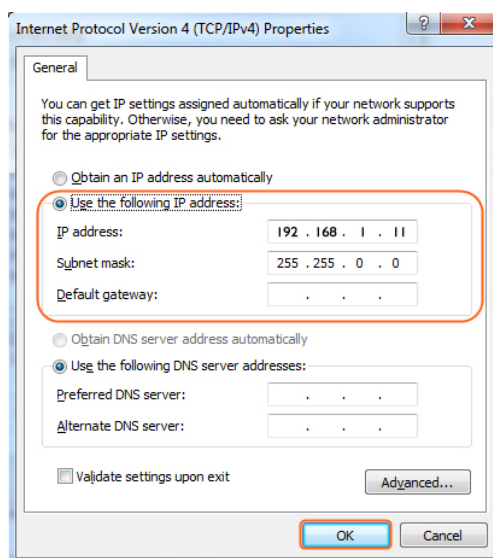 Internet Protocol Version 4 (TCP/IPv4) Properties
General
You can get IP settings assigned automatically if your network supports
this capability. Otherwise, you need to ask your network administrator
for the appropriate IP settings.
Obtain an IP address automatically
Use the following IP address:
IP address: 192 . 168 . 1 . 11
Subnet mask: 255 . 255 . 0 . 0
Default gateway: . . .
Obtain DNS server address automatically
Use the following DNS server addresses:
Preferred DNS server: . . .
Alternate DNS server: . . .
Validate settings upon exit
Advanced...
OK Cancel